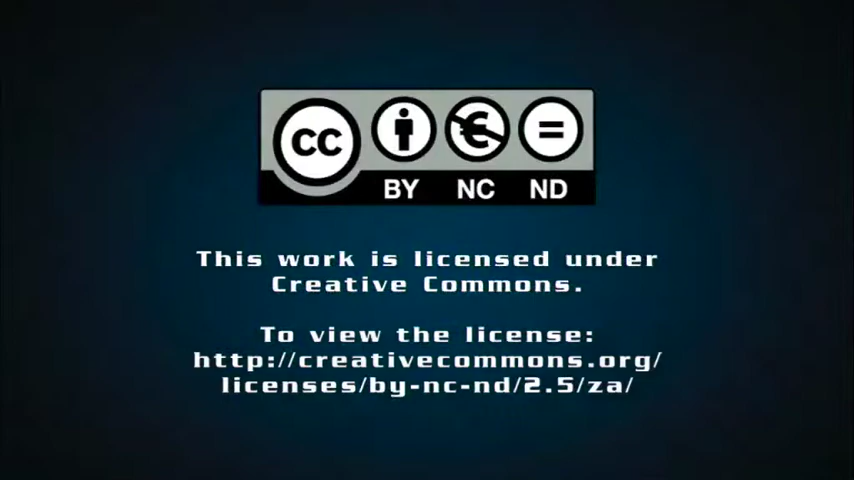 CC BY NC ND
This work is licensed under
Creative Commons.
To view the license:
http://creativecommons.org/
licenses/by-nc-nd/2.5/za/